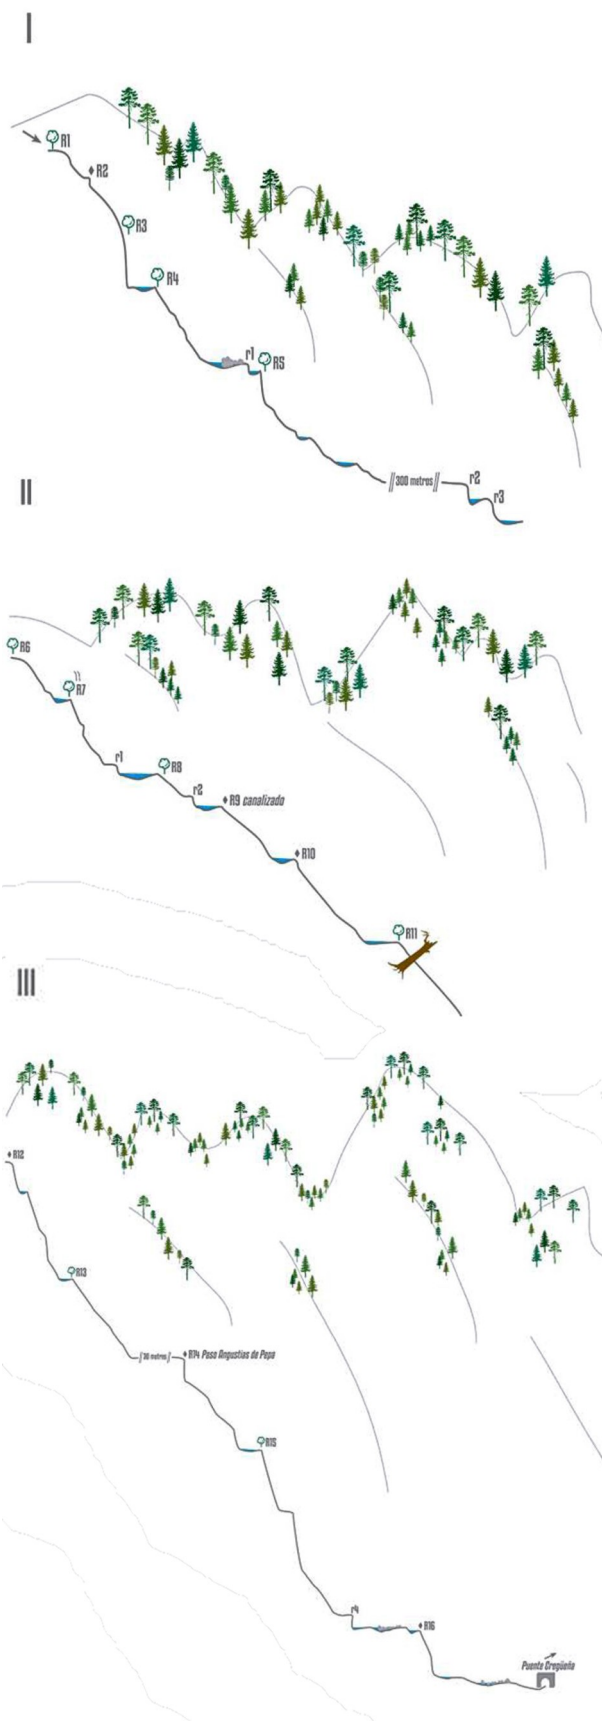 I
R1
R2
R3
R4
r1
R5
300 metros
r2
r3
II
R6
R7
r1
R8
r2
R9 canalizado
R10
R11
III
R12
R13
30 metros
R14 Paso Angustias de Pepa
R15
r4
R16
Puente Cregüeña